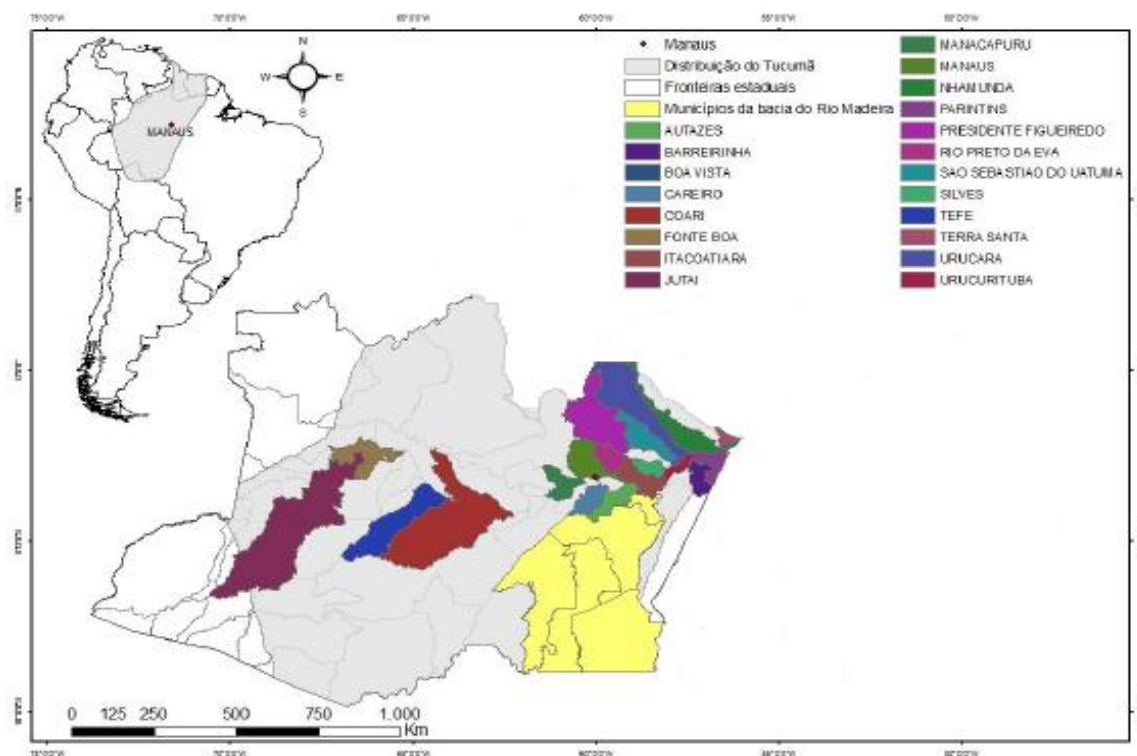 N
W E
S
MANAUS
Manaus
Distribuição do Tucumã
Fronteiras estaduais
Municípios da bacia do Rio Madeira
AUTAZES
BARREIRINHA
BOA VISTA
CAREIRO
COARI
FONTE BOA
ITACOATIARA
JUTAI
MANACAPURU
MANAUS
NHAMUNDA
PARINTINS
PRESIDENTE FIGUEIREDO
RIO PRETO DA EVA
SAO SEBASTIAO DO UATUMA
SILVES
TEFE
TERRA SANTA
URUCARA
URUCURITUBA
0 125 250 500 750 1.000
Km